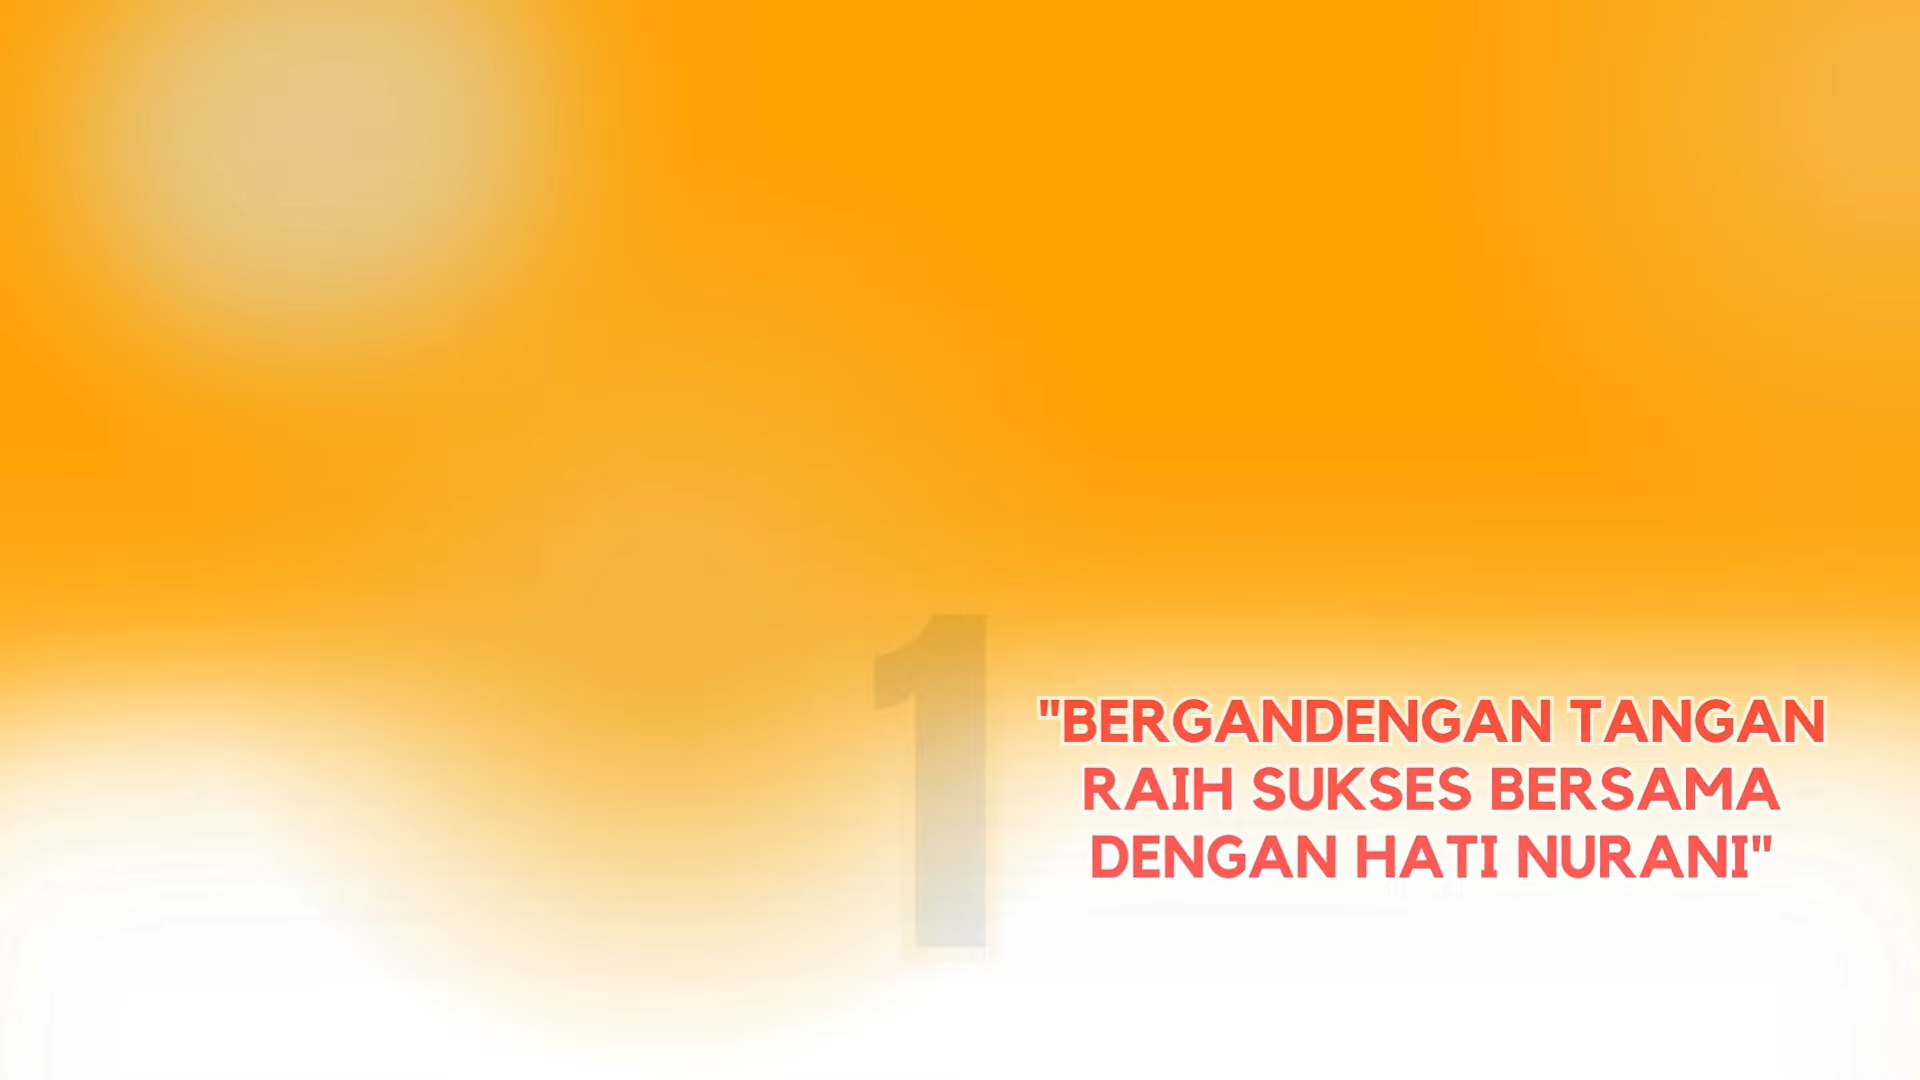 1
"BERGANDENGAN TANGAN
RAIH SUKSES BERSAMA
DENGAN HATI NURANI"